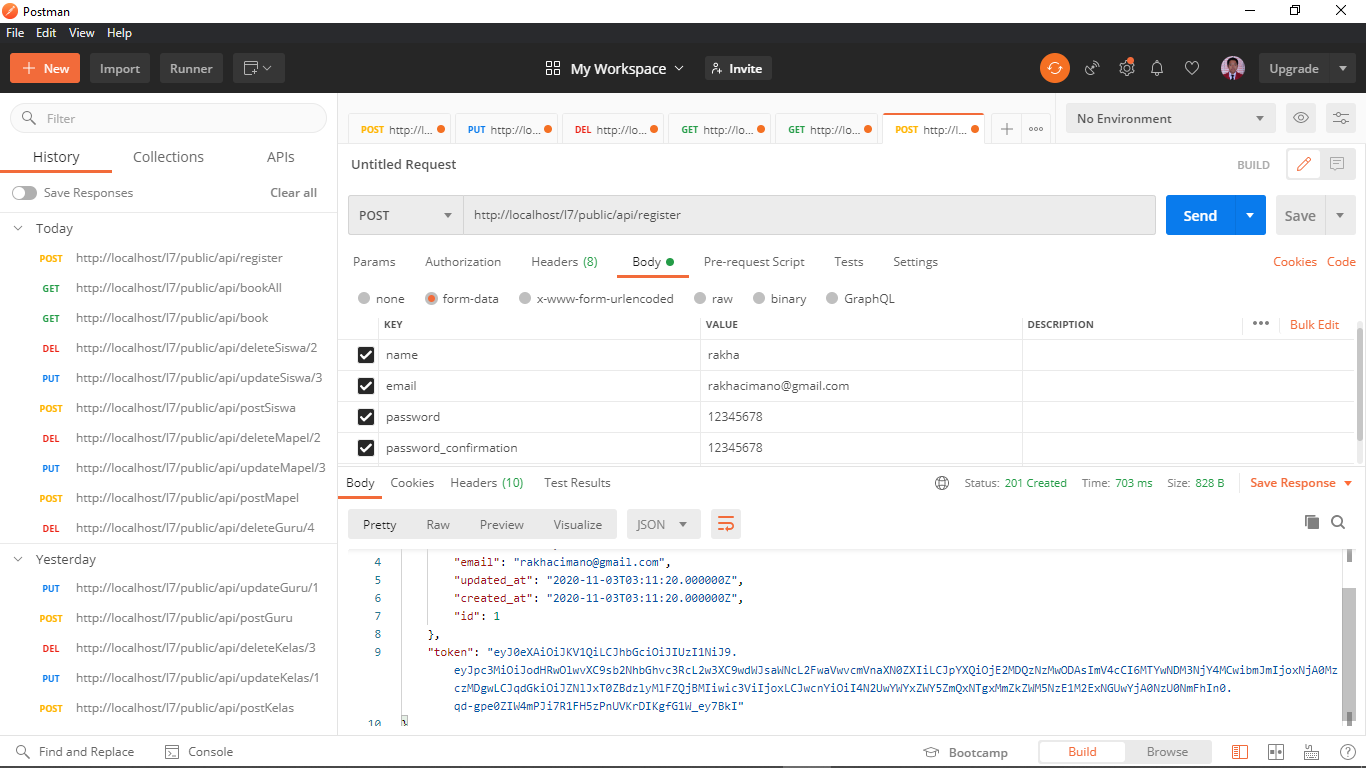 Postman
File Edit View Help
New Import Runner My Workspace Invite Upgrade
Filter
History Collections APIs
Save Responses Clear all
Today
POST http://localhost/l7/public/api/register
GET http://localhost/l7/public/api/bookAll
GET http://localhost/l7/public/api/book
DEL http://localhost/l7/public/api/deleteSiswa/2
PUT http://localhost/l7/public/api/updateSiswa/3
POST http://localhost/l7/public/api/postSiswa
DEL http://localhost/l7/public/api/deleteMapel/2
PUT http://localhost/l7/public/api/updateMapel/3
POST http://localhost/l7/public/api/postMapel
DEL http://localhost/l7/public/api/deleteGuru/4
Yesterday
PUT http://localhost/l7/public/api/updateGuru/1
POST http://localhost/l7/public/api/postGuru
DEL http://localhost/l7/public/api/deleteKelas/3
PUT http://localhost/l7/public/api/updateKelas/1
POST http://localhost/l7/public/api/postKelas
POST http://l... PUT http://lo... DEL http://lo... GET http://lo... GET http://lo... POST http://l... No Environment
Untitled Request BUILD
POST http://localhost/l7/public/api/register Send Save
Params Authorization Headers (8) Body Pre-request Script Tests Settings Cookies Code
none form-data x-www-form-urlencoded raw binary GraphQL
KEY VALUE DESCRIPTION Bulk Edit
name rakha
email rakhacimano@gmail.com
password 12345678
password_confirmation 12345678
Body Cookies Headers (10) Test Results Status: 201 Created Time: 703 ms Size: 828 B Save Response
Pretty Raw Preview Visualize JSON
4 "email": "rakhacimano@gmail.com",
5 "updated_at": "2020-11-03T03:11:20.000000Z",
6 "created_at": "2020-11-03T03:11:20.000000Z",
7 "id": 1
8 },
9 "token": "eyJ0eXAiOiJKV1QiLCJhbGciOiJIUzI1NiJ9.
eyJpc3MiOiJodHRwOlwvXC9sb2NhbGhvc3RcL2w3XC9wdWJsaWNcL2FwaVwvcmVnaXN0ZXIiLCJpYXQiOjE2MDQzNzMwODAsImV4cCI6MTYwNDM3NjY4MCwibmJmIjoxNjA0Mz
czMDgwLCJqdGkiOiJZNlJxT0ZBdzlyMlFZQjBMIiwic3ViIjoxLCJwcnYiOiI4N2UwYWYxZWY5ZmQxNTgxMmZkZWM5NzE1M2ExNGUwYjA0NzU0NmFhIn0.
qd-gpe0ZIW4mPJi7R1FH5zPnUVKrDIKgfG1W_ey7BkI"
10 }
Find and Replace Console Bootcamp Build Browse